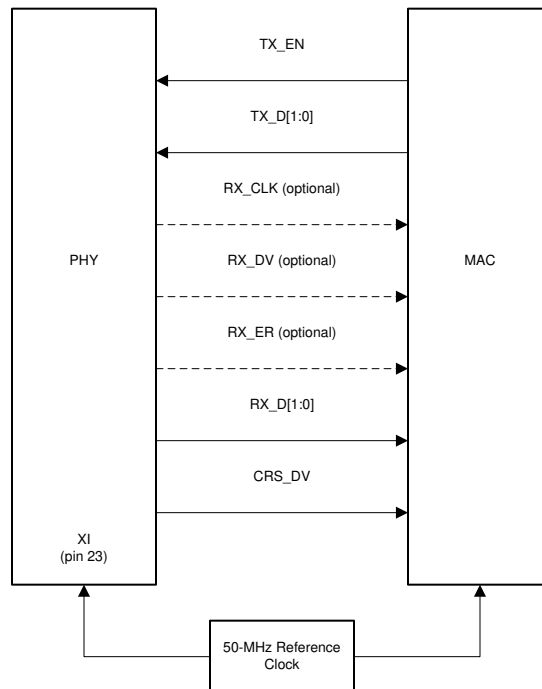 TX_EN
TX_D[1:0]
RX_CLK (optional)
PHY
RX_DV (optional)
MAC
RX_ER (optional)
RX_D[1:0]
CRS_DV
XI
(pin 23)
50-MHz Reference
Clock